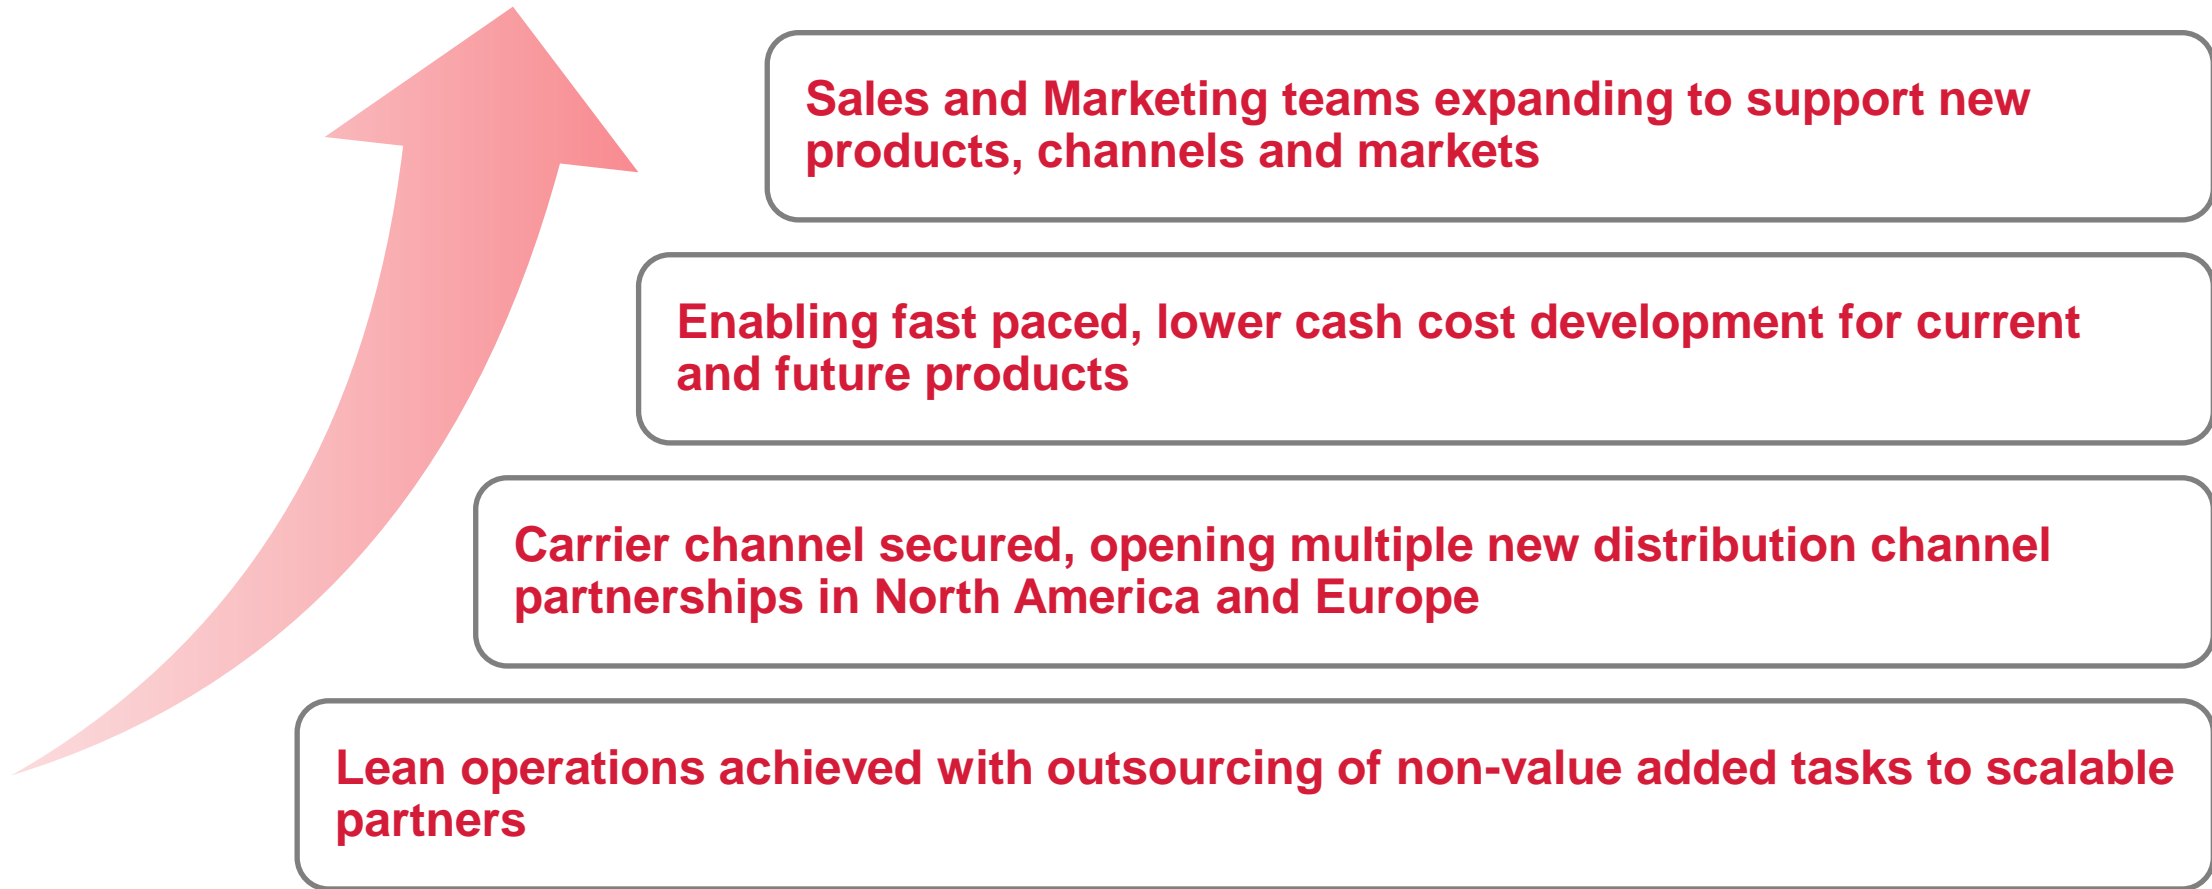 Sales and Marketing teams expanding to support new
products, channels and markets
Enabling fast paced, lower cash cost development for current
and future products
Carrier channel secured, opening multiple new distribution channel
partnerships in North America and Europe
Lean operations achieved with outsourcing of non-value added tasks to scalable
partners